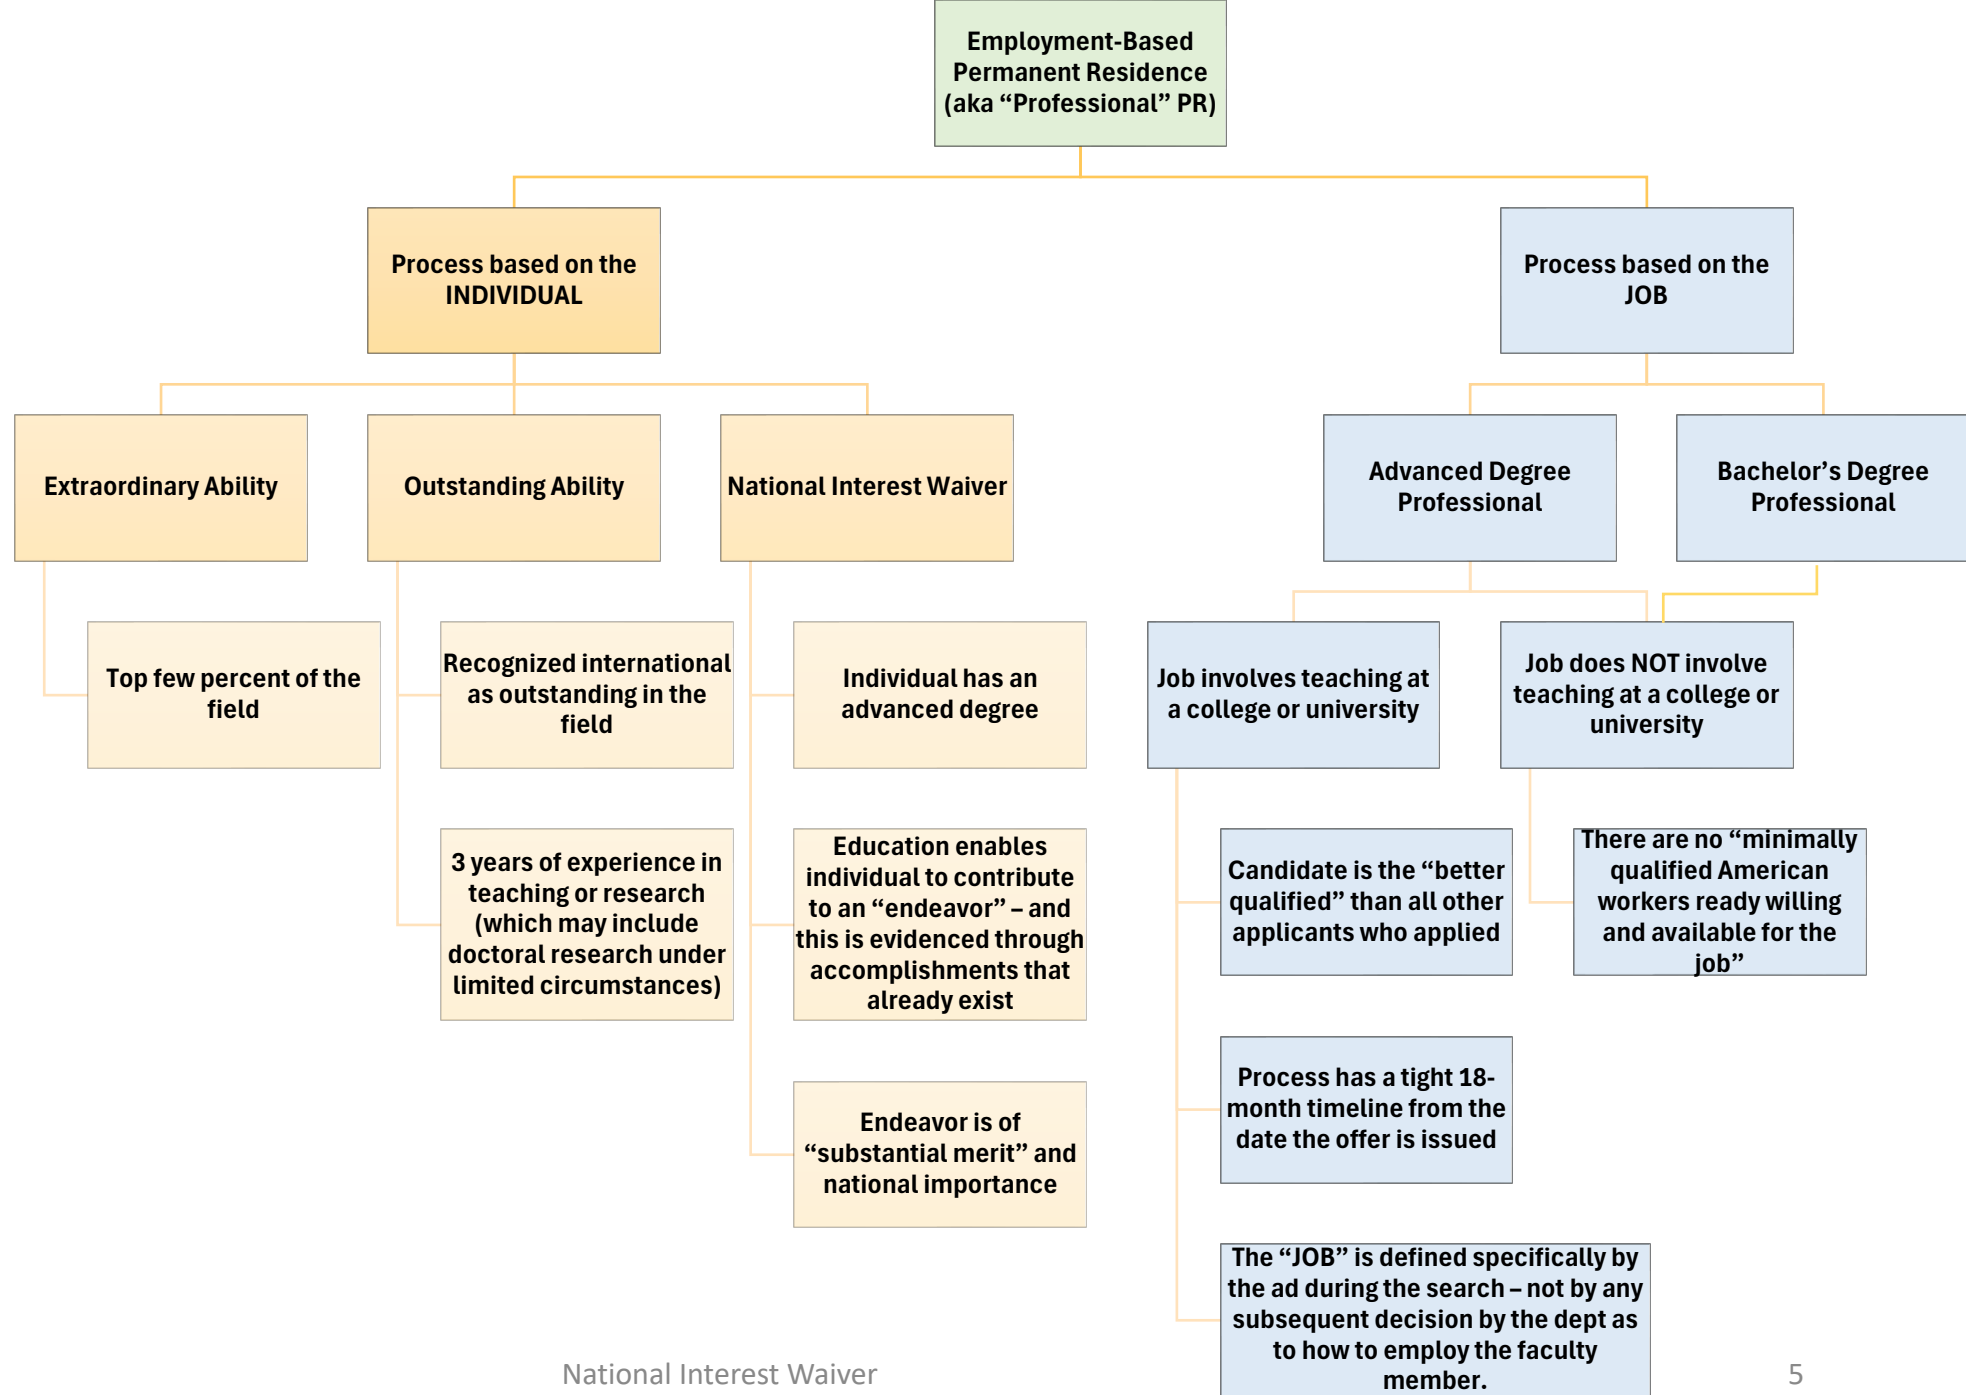 Employment-Based
Permanent Residence
(aka “Professional” PR)
Process based on the
INDIVIDUAL
Process based on the
JOB
Extraordinary Ability
Outstanding Ability
National Interest Waiver
Advanced Degree
Professional
Bachelor’s Degree
Professional
Top few percent of the
field
Recognized international
as outstanding in the
field
Individual has an
advanced degree
Job involves teaching at
a college or university
Job does NOT involve
teaching at a college or
university
3 years of experience in
teaching or research
(which may include
doctoral research under
limited circumstances)
Education enables
individual to contribute
to an “endeavor” – and
this is evidenced through
accomplishments that
already exist
Candidate is the “better
qualified” than all other
applicants who applied
There are no “minimally
qualified American
workers ready willing
and available for the
job”
Endeavor is of
“substantial merit” and
national importance
Process has a tight 18-
month timeline from the
date the offer is issued
The “JOB” is defined specifically by
the ad during the search – not by any
subsequent decision by the dept as
to how to employ the faculty
member.
National Interest Waiver
5